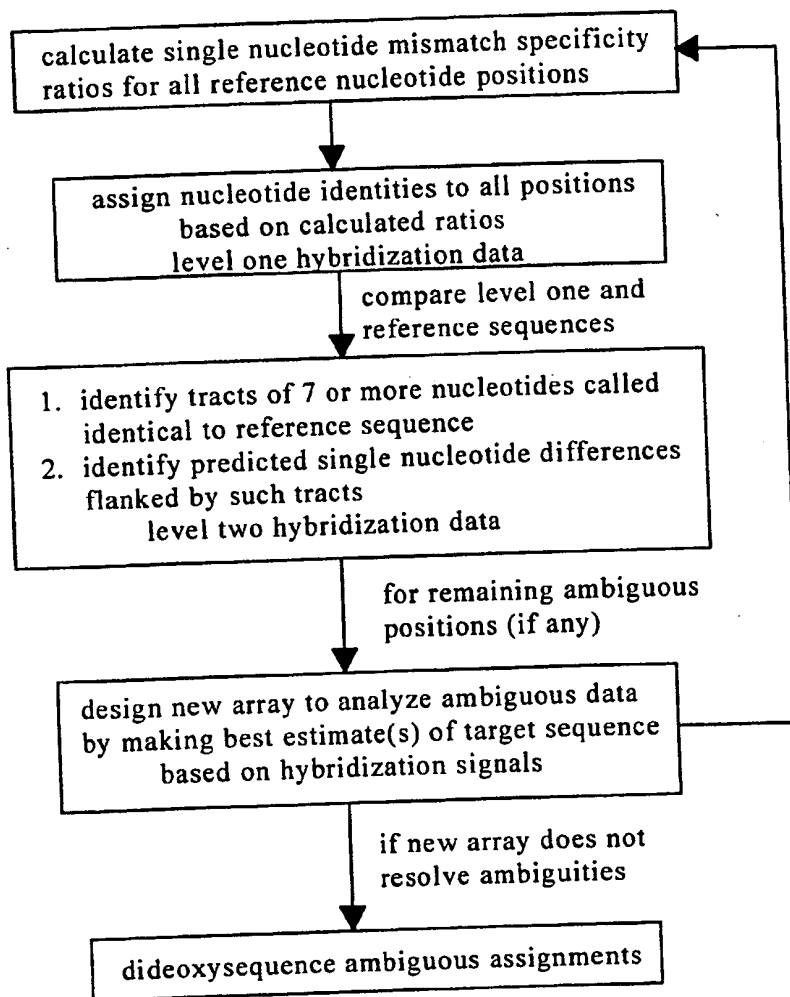 calculate single nucleotide mismatch specificity
ratios for all reference nucleotide positions
assign nucleotide identities to all positions
based on calculated ratios
level one hybridization data
compare level one and
reference sequences
1. identify tracts of 7 or more nucleotides called
identical to reference sequence
2. identify predicted single nucleotide differences
flanked by such tracts
level two hybridization data
for remaining ambiguous
positions (if any)
design new array to analyze ambiguous data
by making best estimate(s) of target sequence
based on hybridization signals
if new array does not
resolve ambiguities
dideoxysequence ambiguous assignments